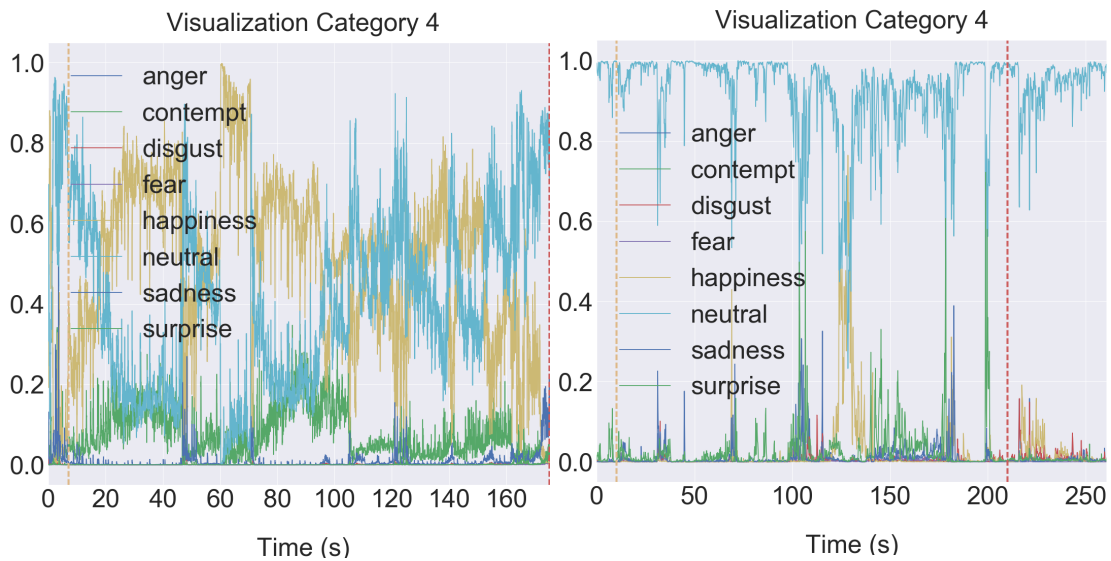 Visualization Category 4
1.0
0.8
0.6
0.4
0.2
0.0
anger
contempt
disgust
fear
happiness
neutral
sadness
surprise
0 20 40 60 80 100 120 140 160
Time (s)
Visualization Category 4
1.0
0.8
0.6
0.4
0.2
0.0
anger
contempt
disgust
fear
happiness
neutral
sadness
surprise
0 50 100 150 200 250
Time (s)